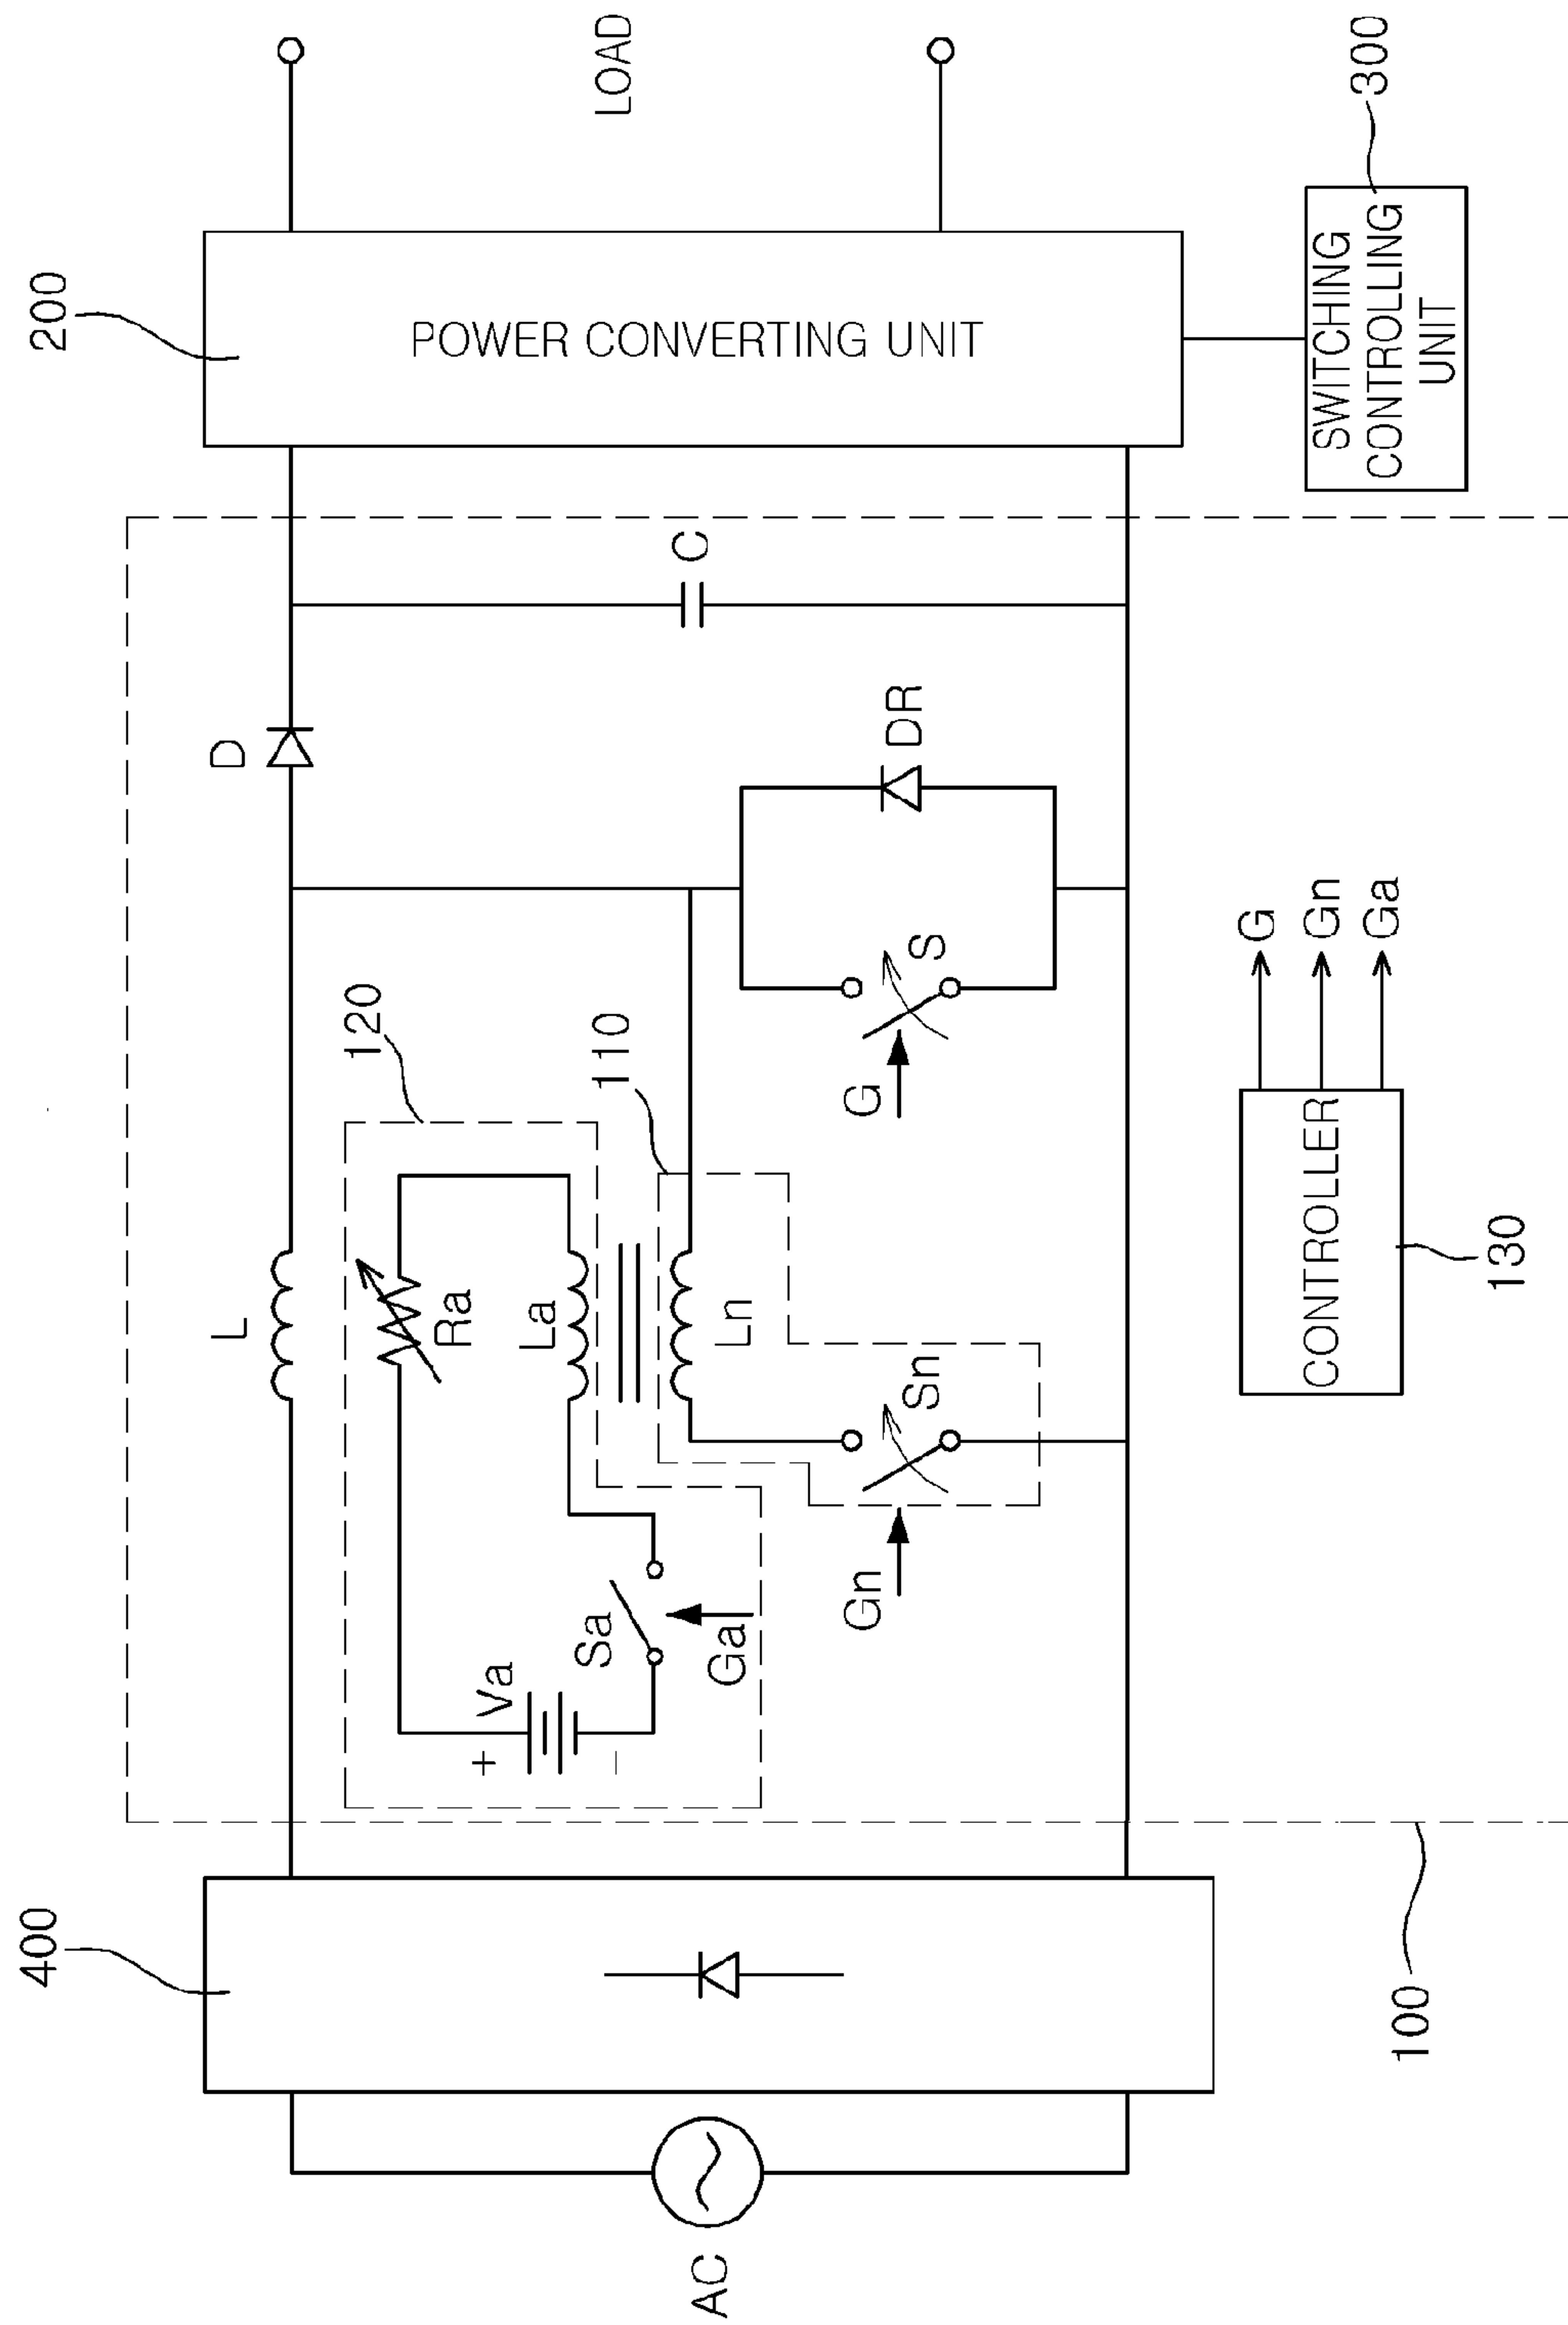 400
AC
100
L
D
120
+
Va
−
Sa
Ga
Ra
La
110
Ln
Gn
Sn
G
S
DR
C
200
POWER CONVERTING UNIT
LOAD
CONTROLLER
130
G
Gn
Ga
SWITCHING
CONTROLLING
UNIT
300